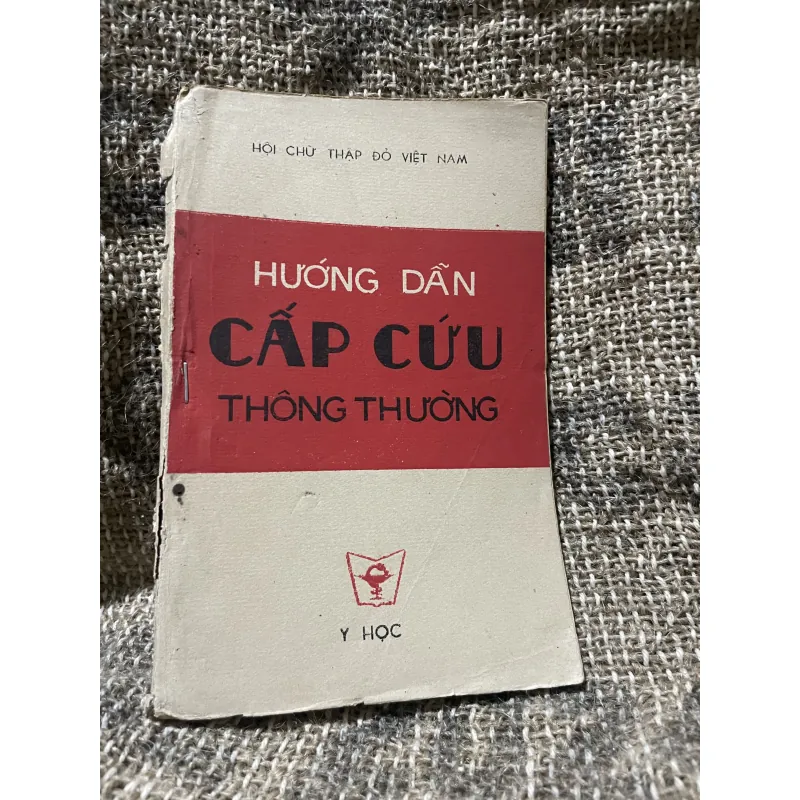 HỘI CHỮ THẬP ĐỎ VIỆT NAM
HƯỚNG DẪN
CẤP CỨU
THÔNG THƯỜNG
Y HỌC